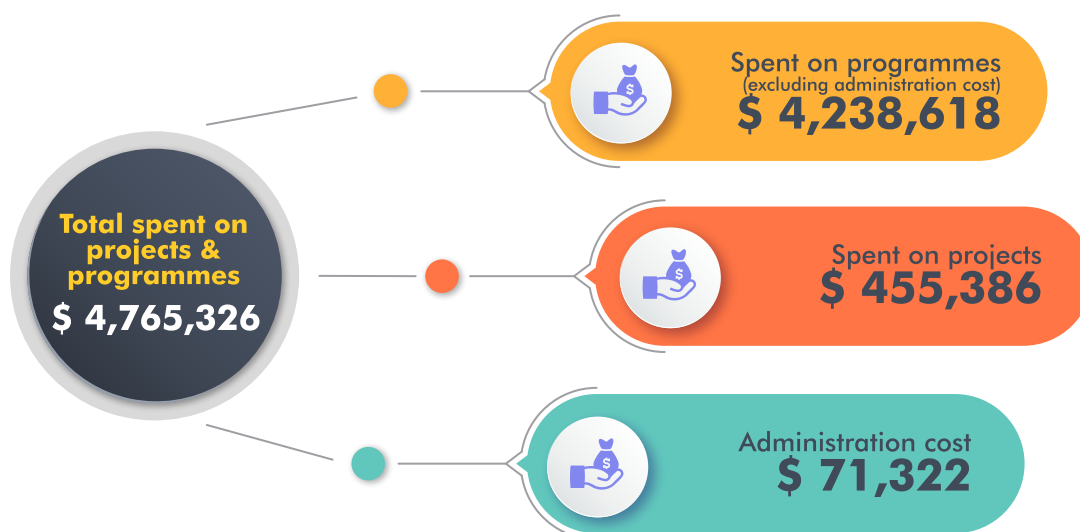 Total spent on
projects &
programmes
$ 4,765,326
Spent on programmes
(excluding administration cost)
$ 4,238,618
Spent on projects
$ 455,386
Administration cost
$ 71,322